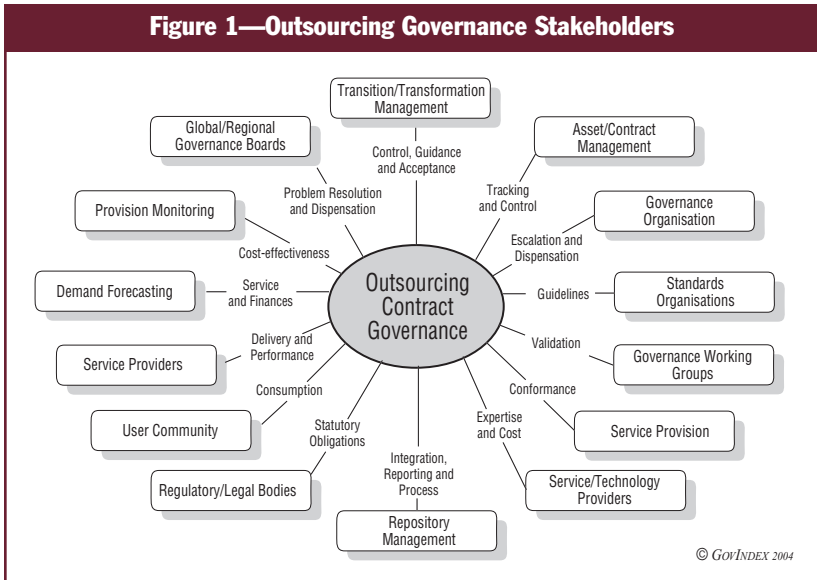 Figure 1—Outsourcing Governance Stakeholders
Transition/Transformation
Management
Global/Regional
Governance Boards
Asset/Contract
Management
Control, Guidance
and Acceptance
Problem Resolution
and Dispensation
Tracking
and Control
Provision Monitoring
Governance
Organisation
Cost-effectiveness
Escalation and
Dispensation
Demand Forecasting
Service
and Finances
Outsourcing
Contract
Governance
Guidelines
Standards
Organisations
Delivery and
Performance
Validation
Service Providers
Governance Working
Groups
Consumption
Conformance
User Community
Statutory
Obligations
Expertise
and Cost
Service Provision
Integration,
Reporting and
Process
Regulatory/Legal Bodies
Service/Technology
Providers
Repository
Management
© GOVINDEX 2004